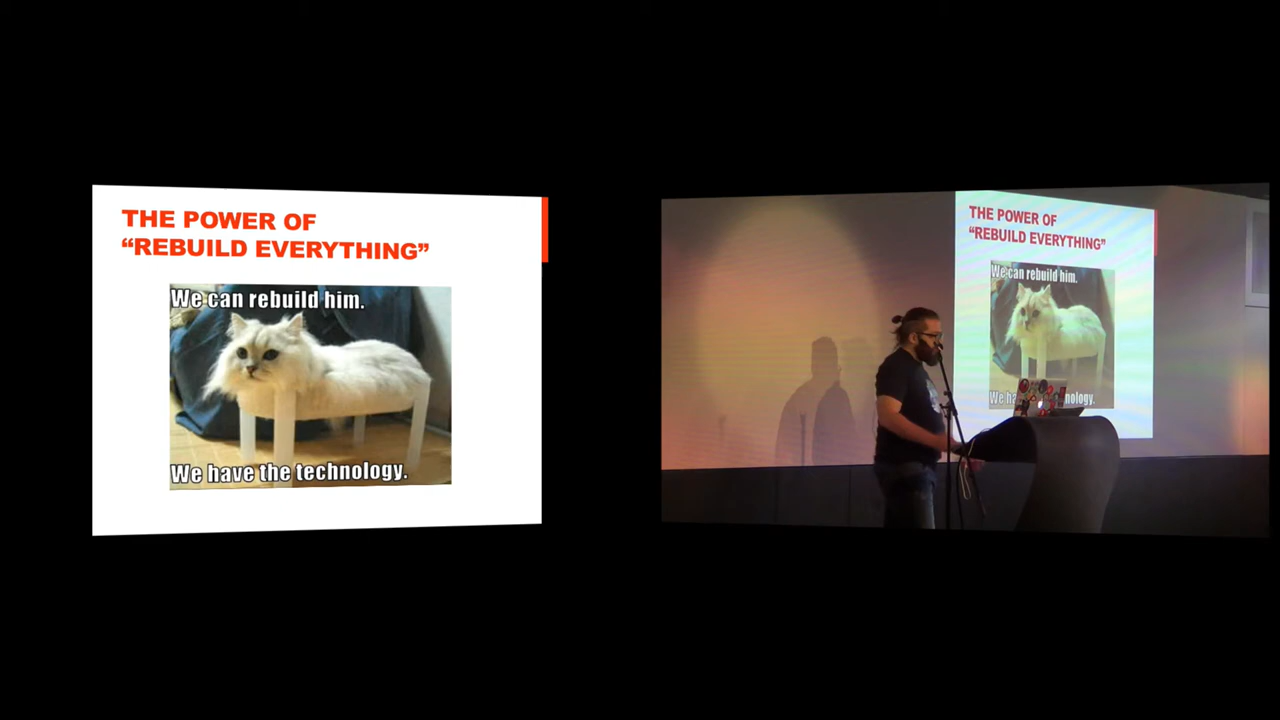 THE POWER OF
“REBUILD EVERYTHING”
We can rebuild him.
We have the technology.
THE POWER OF
“REBUILD EVERYTHING”
We can rebuild him.
We ha
nology.